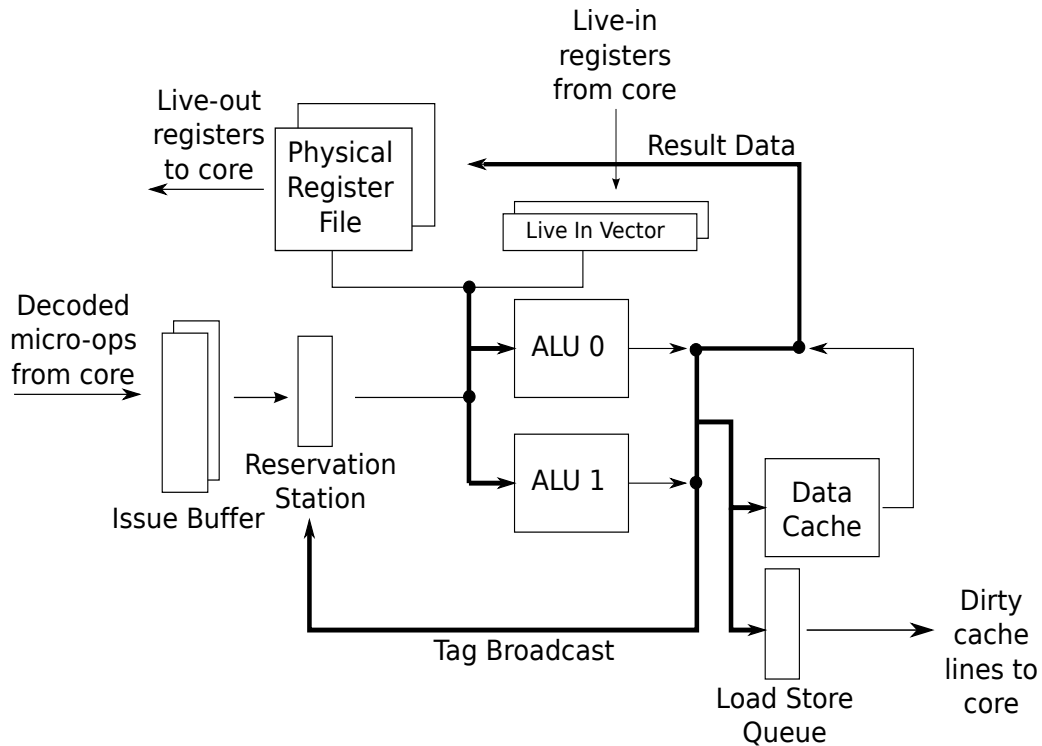 Live-in
registers
from core
Live-out
registers
to core
Result Data
Physical
Register
File
Live In Vector
Decoded
micro-ops
from core
ALU 0
Reservation
Station
Issue Buffer
ALU 1
Data
Cache
Tag Broadcast
Load Store
Queue
Dirty
cache
lines to
core